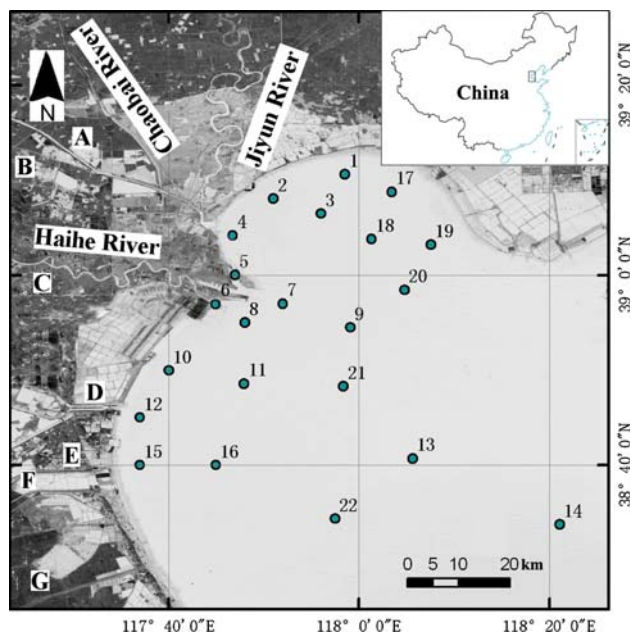 Chaobai River
Jiyun River
Haihe River
N
China
A
B
C
D
E
F
G
1
2
3
4
5
6
7
8
9
10
11
12
13
14
15
16
17
18
19
20
21
22
0 5 10 20 km
39° 20′ 0″N
39° 0′ 0″N
38° 40′ 0″N
117°40′ 0″E
118° 0′ 0″E
118° 20′ 0″E